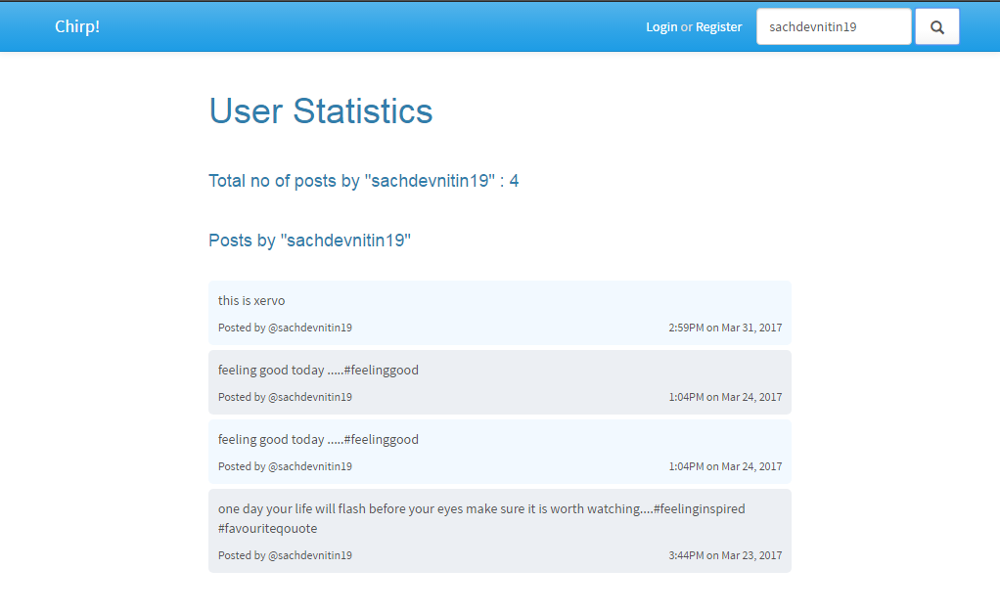 Chirp!
Login or Register
sachdevnitin19
User Statistics
Total no of posts by "sachdevnitin19" : 4
Posts by "sachdevnitin19"
this is xervo
Posted by @sachdevnitin19
2:59PM on Mar 31, 2017
feeling good today .....#feelinggood
Posted by @sachdevnitin19
1:04PM on Mar 24, 2017
feeling good today .....#feelinggood
Posted by @sachdevnitin19
1:04PM on Mar 24, 2017
one day your life will flash before your eyes make sure it is worth watching....#feelinginspired
#favouriteqouote
Posted by @sachdevnitin19
3:44PM on Mar 23, 2017